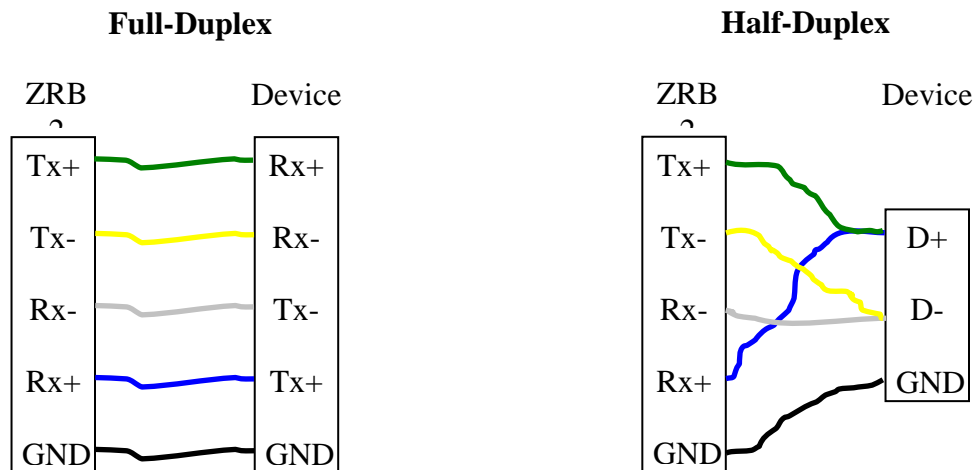 Full-Duplex
ZRB
Device
Tx+
Rx+
Tx-
Rx-
Rx-
Tx-
Rx+
Tx+
GND
GND
Half-Duplex
ZRB
Device
Tx+
Tx-
D+
Rx-
D-
Rx+
GND
GND